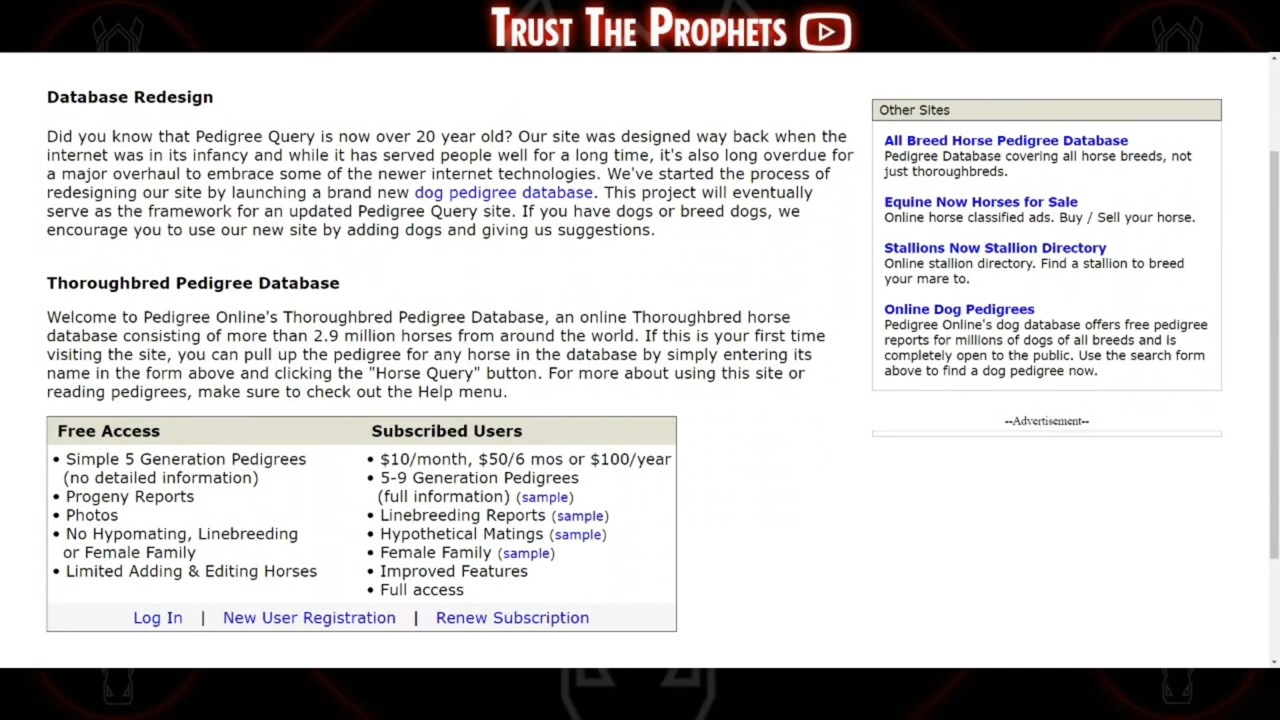 TRUST THE PROPHETS
Database Redesign
Did you know that Pedigree Query is now over 20 year old? Our site was designed way back when the
internet was in its infancy and while it has served people well for a long time, it's also long overdue for
a major overhaul to embrace some of the newer internet technologies. We've started the process of
redesigning our site by launching a brand new dog pedigree database. This project will eventually
serve as the framework for an updated Pedigree Query site. If you have dogs or breed dogs, we
encourage you to use our new site by adding dogs and giving us suggestions.
Thoroughbred Pedigree Database
Welcome to Pedigree Online's Thoroughbred Pedigree Database, an online Thoroughbred horse
database consisting of more than 2.9 million horses from around the world. If this is your first time
visiting the site, you can pull up the pedigree for any horse in the database by simply entering its
name in the form above and clicking the "Horse Query" button. For more about using this site or
reading pedigrees, make sure to check out the Help menu.
Free Access
• Simple 5 Generation Pedigrees
(no detailed information)
• Progeny Reports
• Photos
• No Hypomating, Linebreeding
or Female Family
• Limited Adding & Editing Horses
Subscribed Users
• $10/month, $50/6 mos or $100/year
• 5-9 Generation Pedigrees
(full information) (sample)
• Linebreeding Reports (sample)
• Hypothetical Matings (sample)
• Female Family (sample)
• Improved Features
• Full access
Log In | New User Registration | Renew Subscription
Other Sites
All Breed Horse Pedigree Database
Pedigree Database covering all horse breeds, not
just thoroughbreds.
Equine Now Horses for Sale
Online horse classified ads. Buy / Sell your horse.
Stallions Now Stallion Directory
Online stallion directory. Find a stallion to breed
your mare to.
Online Dog Pedigrees
Pedigree Online's dog database offers free pedigree
reports for millions of dogs of all breeds and is
completely open to the public. Use the search form
above to find a dog pedigree now.
--Advertisement--